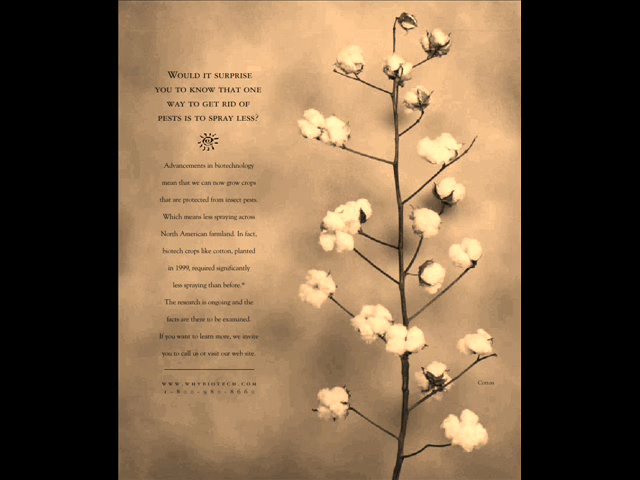 WOULD IT SURPRISE
YOU TO KNOW THAT ONE
WAY TO GET RID OF
PESTS IS TO SPRAY LESS?
Advancements in biotechnology
mean that we can now grow crops
that are protected from insect pests.
Which means less spraying across
North American farmland. In fact,
biotech crops like cotton, planted
in 1999, required significantly
less spraying than before.*
The research is ongoing and the
facts are there to be examined.
If you want to learn more, we invite
you to call us or visit our web site.
WWW.WHYBIOTECH.COM
1-800-980-8660
Cotton